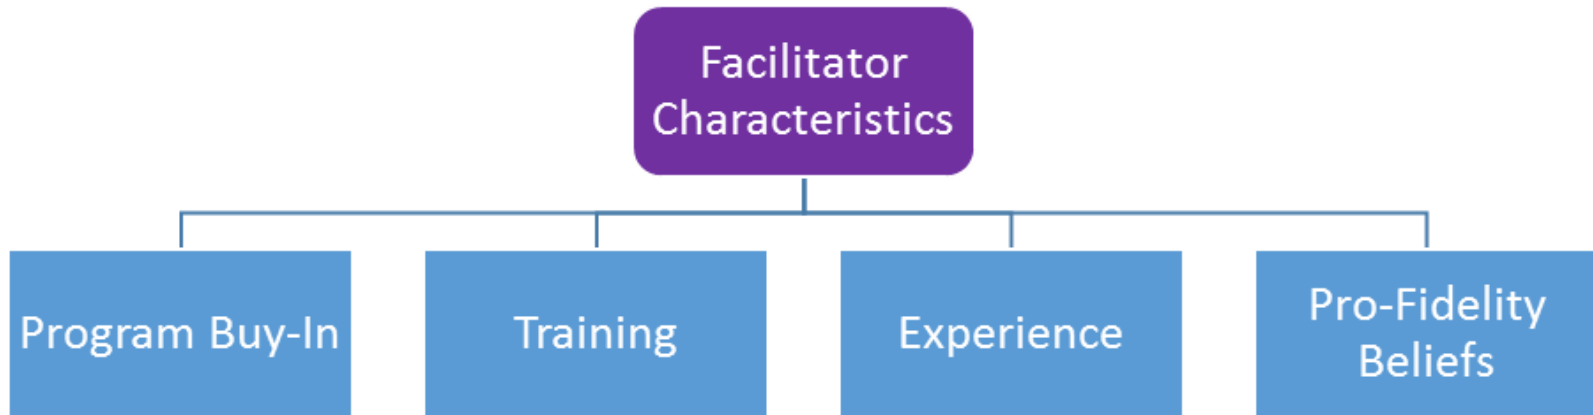 Facilitator
Characteristics
Program Buy-In
Training
Experience
Pro-Fidelity
Beliefs